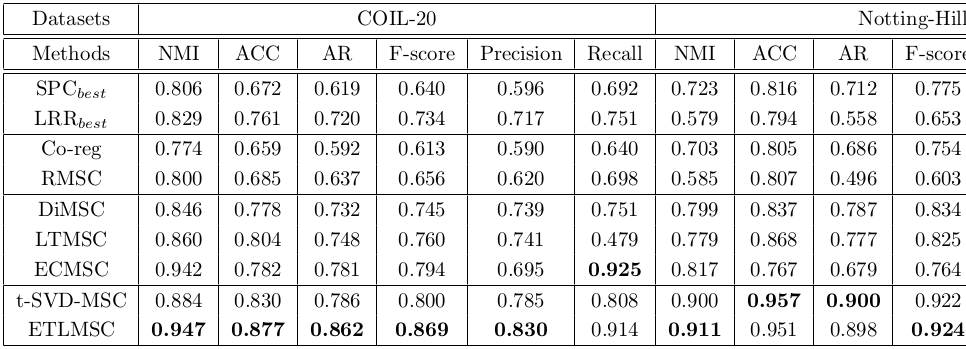 Datasets COIL-20 Notting-Hill
Methods NMI ACC AR F-score Precision Recall NMI ACC AR F-score
SPCbest 0.806 0.672 0.619 0.640 0.596 0.692 0.723 0.816 0.712 0.775
LRRbest 0.829 0.761 0.720 0.734 0.717 0.751 0.579 0.794 0.558 0.653
Co-reg 0.774 0.659 0.592 0.613 0.590 0.640 0.703 0.805 0.686 0.754
RMSC 0.800 0.685 0.637 0.656 0.620 0.698 0.585 0.807 0.496 0.603
DiMSC 0.846 0.778 0.732 0.745 0.739 0.751 0.799 0.837 0.787 0.834
LTMSC 0.860 0.804 0.748 0.760 0.741 0.479 0.779 0.868 0.777 0.825
ECMSC 0.942 0.782 0.781 0.794 0.695 0.925 0.817 0.767 0.679 0.764
t-SVD-MSC 0.884 0.830 0.786 0.800 0.785 0.808 0.900 0.957 0.900 0.922
ETLMSC 0.947 0.877 0.862 0.869 0.830 0.914 0.911 0.951 0.898 0.924